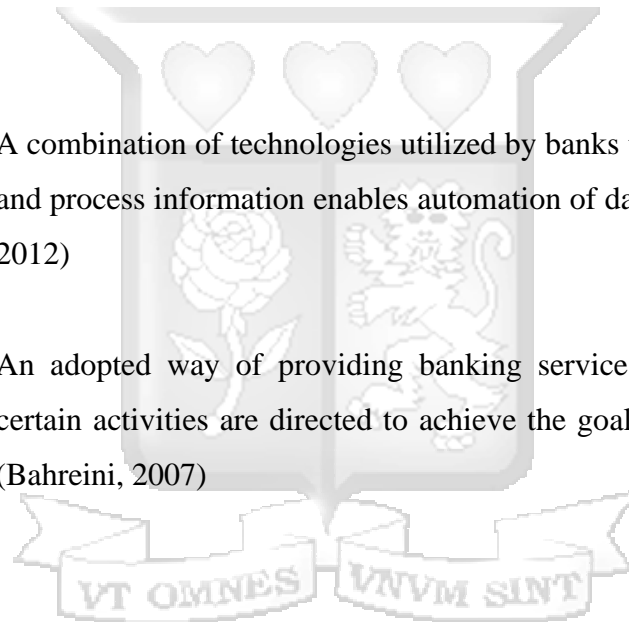 A combination of technologies utilized by banks
and process information enables automation of
2012)
An adopted way of providing banking service
certain activities are directed to achieve the goal
(Bahreini, 2007)
VT OMNES VNVM SINT